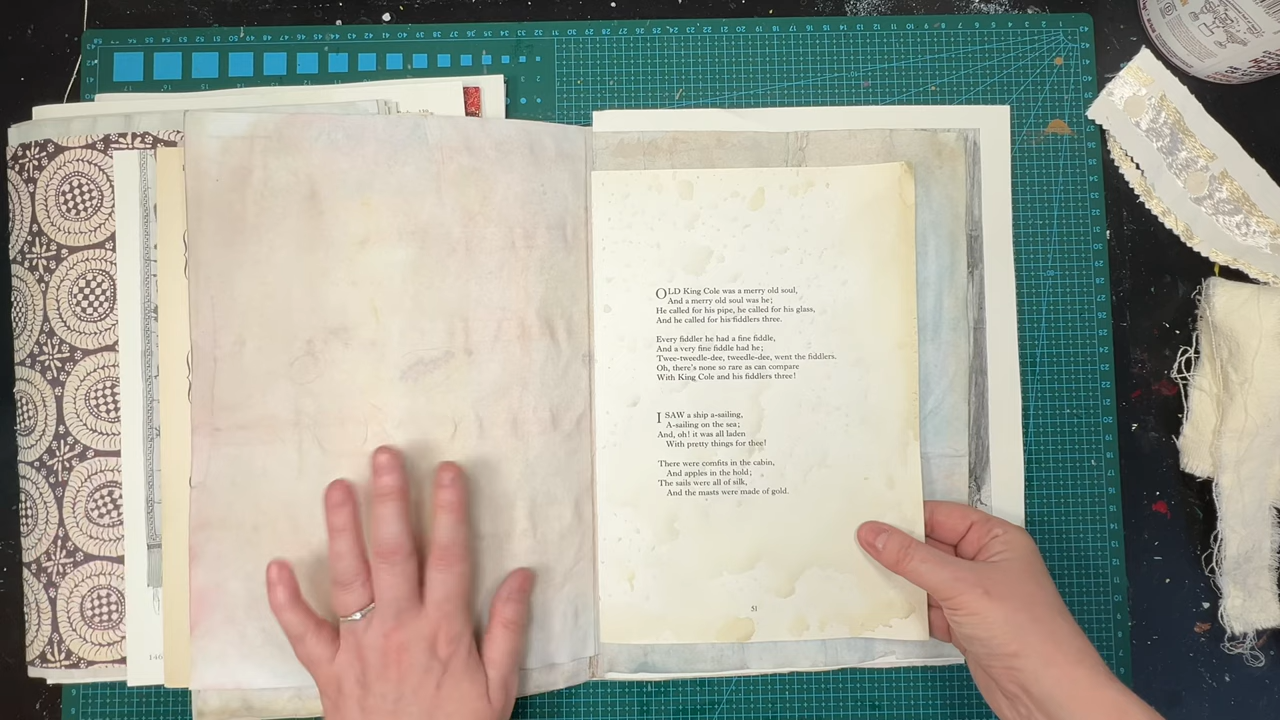 OLD King Cole was a merry old soul,
And a merry old soul was he;
He called for his pipe, he called for his glass,
And he called for his fiddlers three.
Every fiddler he had a fine fiddle,
And a very fine fiddle had he;
Twee-tweedle-dee, tweedle-dee, went the fiddlers.
Oh, there's none so rare as can compare
With King Cole and his fiddlers three!
I SAW a ship a-sailing,
A-sailing on the sea;
And, oh! it was all laden
With pretty things for thee!
There were comfits in the cabin,
And apples in the hold;
The sails were all of silk,
And the masts were made of gold.
51
146